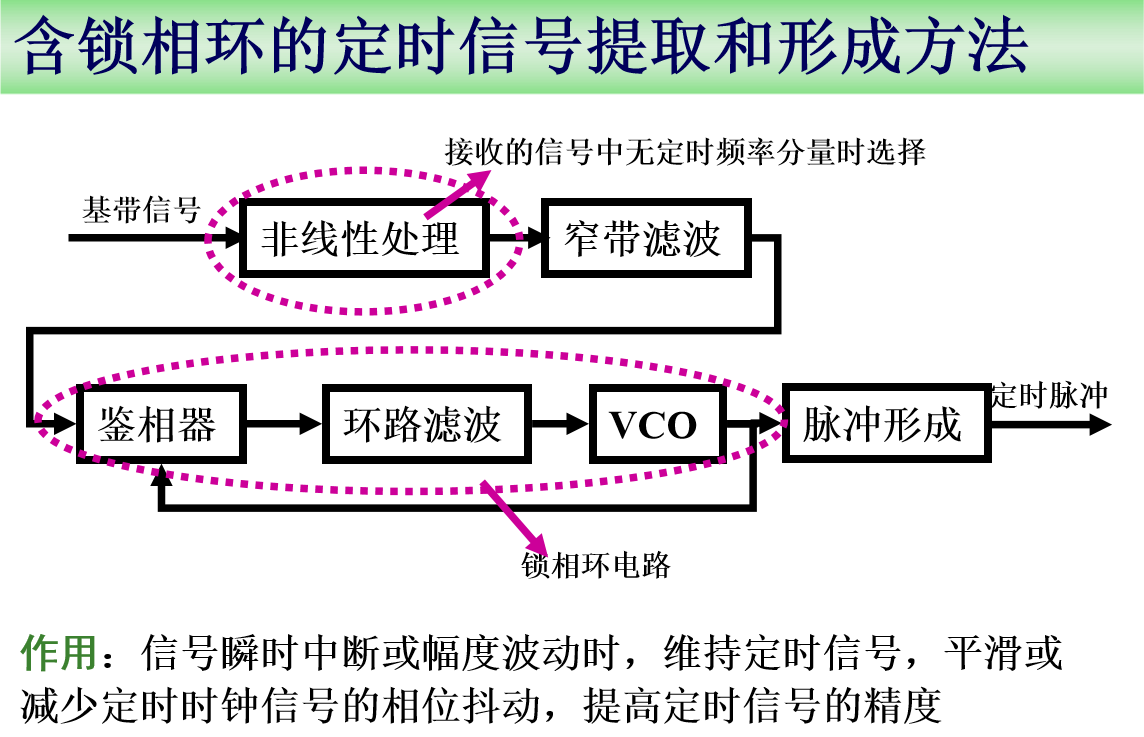 含锁相环的定时信号提取和形成方法
接收的信号中无定时频率分量时选择
基带信号
非线性处理
窄带滤波
鉴相器
环路滤波
VCO
脉冲形成
定时脉冲
锁相环电路
作用：信号瞬时中断或幅度波动时，维持定时信号，平滑或
减少定时时钟信号的相位抖动，提高定时信号的精度